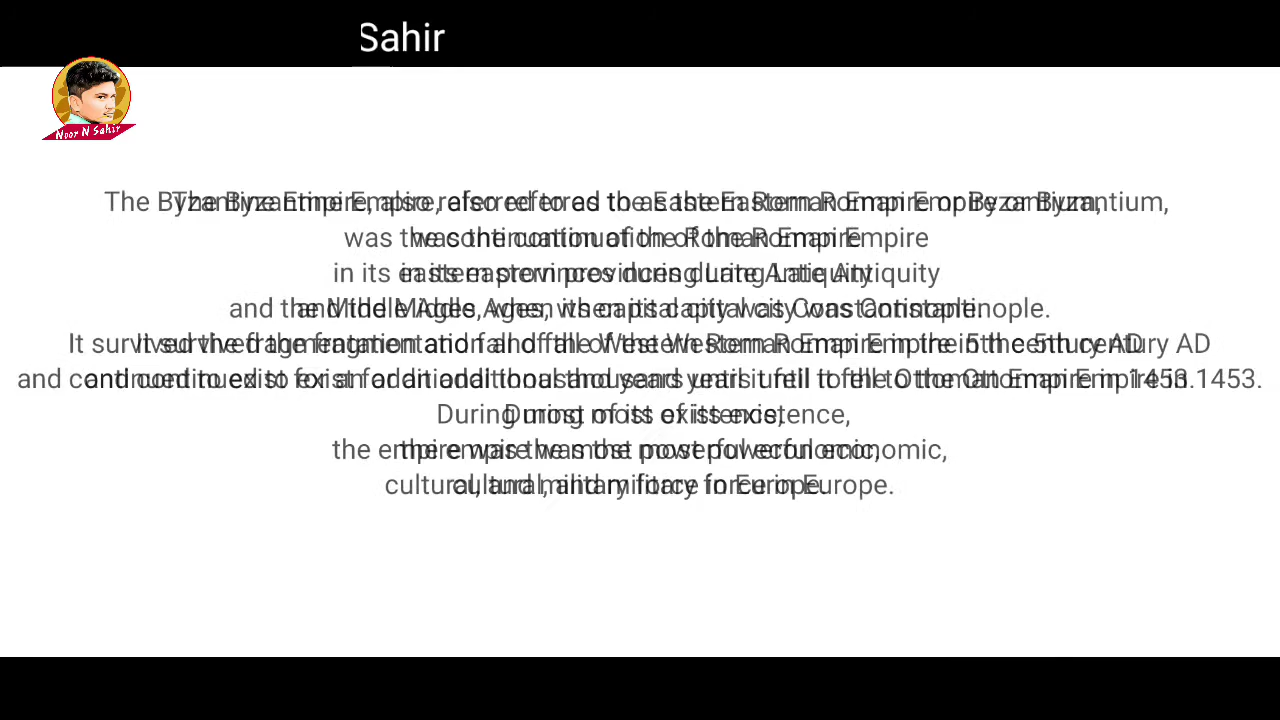 Sahir
Noor N Sahir
The Byzantine Empire, also referred to as the Eastern Roman Empire or Byzantium,
was the continuation of the Roman Empire
in its eastern provinces during Late Antiquity
and the Middle Ages, when its capital city was Constantinople.
It survived the fragmentation and fall of the Western Roman Empire in the 5th century AD
and continued to exist for an additional thousand years until it fell to the Ottoman Empire in 1453.
During most of its existence,
the empire was the most powerful economic,
cultural, and military force in Europe.